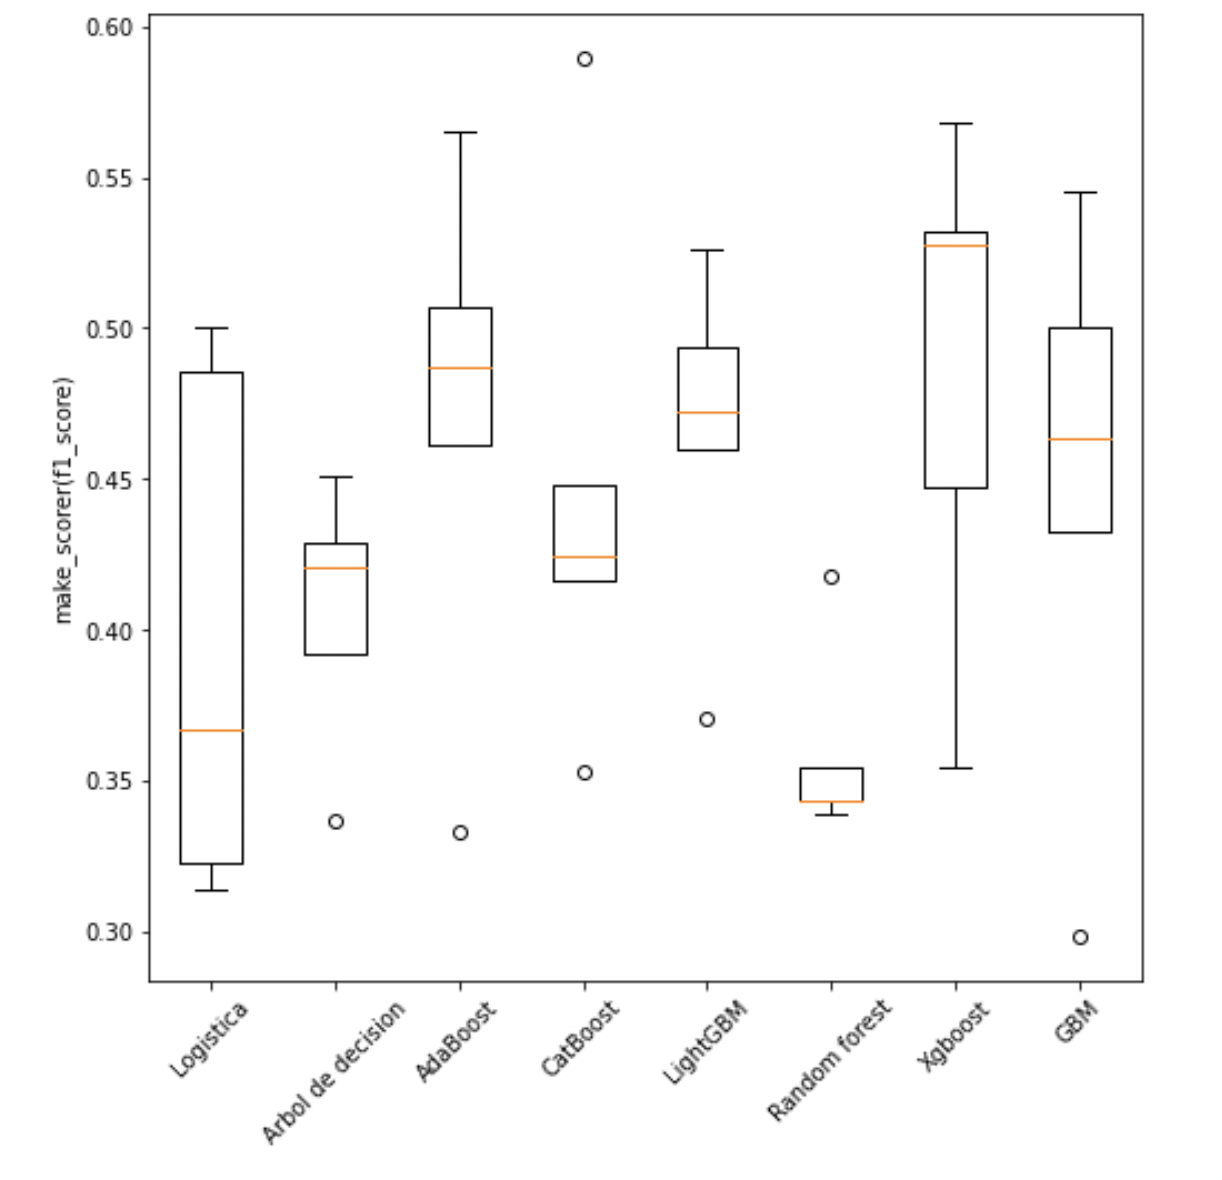 0.60
0.55
0.50
0.45
0.40
0.35
0.30
make_scorer(f1_score)
Logistica
Arbol de decision
AdaBoost
CatBoost
LightGBM
Random forest
Xgboost
GBM